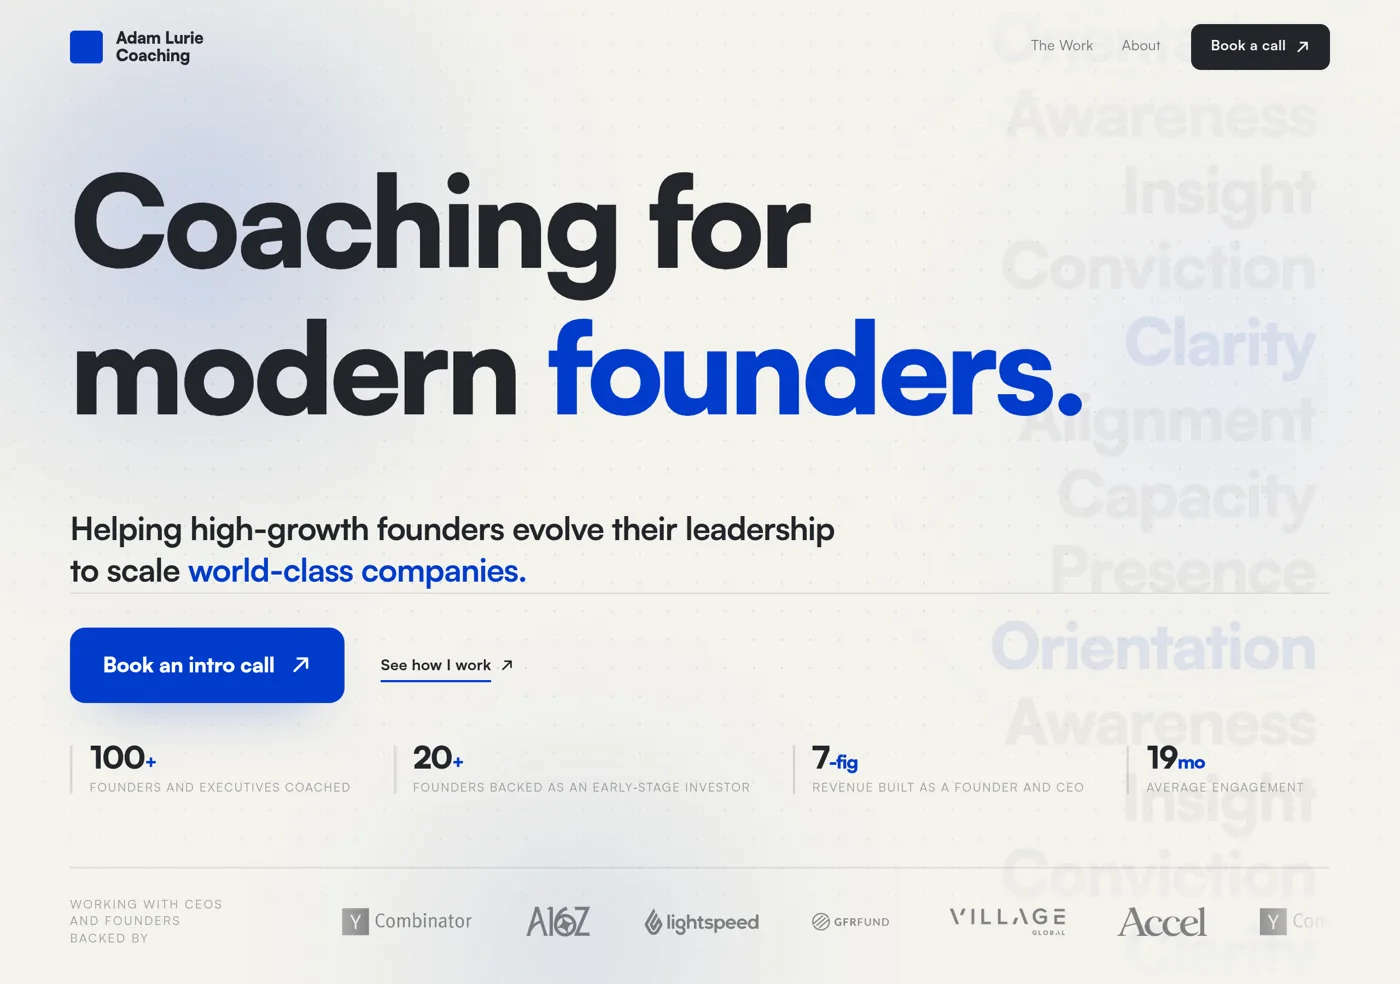 Adam Lurie
Coaching
The Work
About
Book a call
Orientation
Awareness
Insight
Conviction
Clarity
Alignment
Capacity
Presence
Orientation
Awareness
Insight
Conviction
Clarity
Coaching for
modern founders.
Helping high-growth founders evolve their leadership
to scale world-class companies.
Book an intro call
See how I work
100+
FOUNDERS AND EXECUTIVES COACHED
20+
FOUNDERS BACKED AS AN EARLY-STAGE INVESTOR
7-fig
REVENUE BUILT AS A FOUNDER AND CEO
19mo
AVERAGE ENGAGEMENT
WORKING WITH CEOS
AND FOUNDERS
BACKED BY
Y Combinator
A16Z
lightspeed
GFRFUND
VILLAGE
GLOBAL
Accel
Y Com